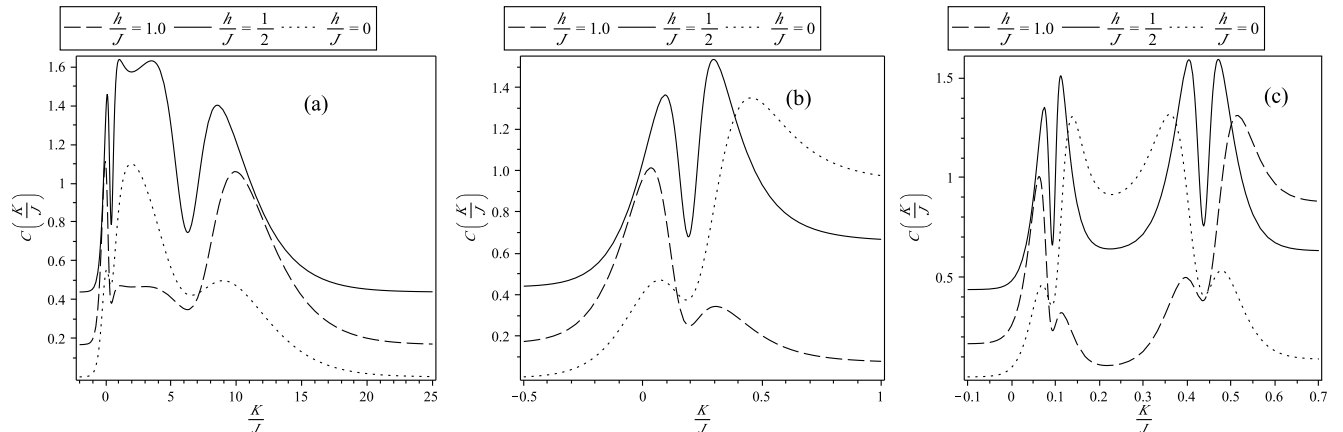 h/J = 1.0 h/J = 1/2 h/J = 0
(a)
C(K/J)
1.6
1.4
1.2
1
0.8
0.6
0.4
0.2
0 5 10 15 20 25
K/J
h/J = 1.0 h/J = 1/2 h/J = 0
(b)
C(K/J)
1.4
1.2
1.0
0.8
0.6
0.4
0.2
−0.5 0 0.5 1
K/J
h/J = 1.0 h/J = 1/2 h/J = 0
(c)
C(K/J)
1.5
1
0.5
−0.1 0 0.1 0.2 0.3 0.4 0.5 0.6 0.7
K/J